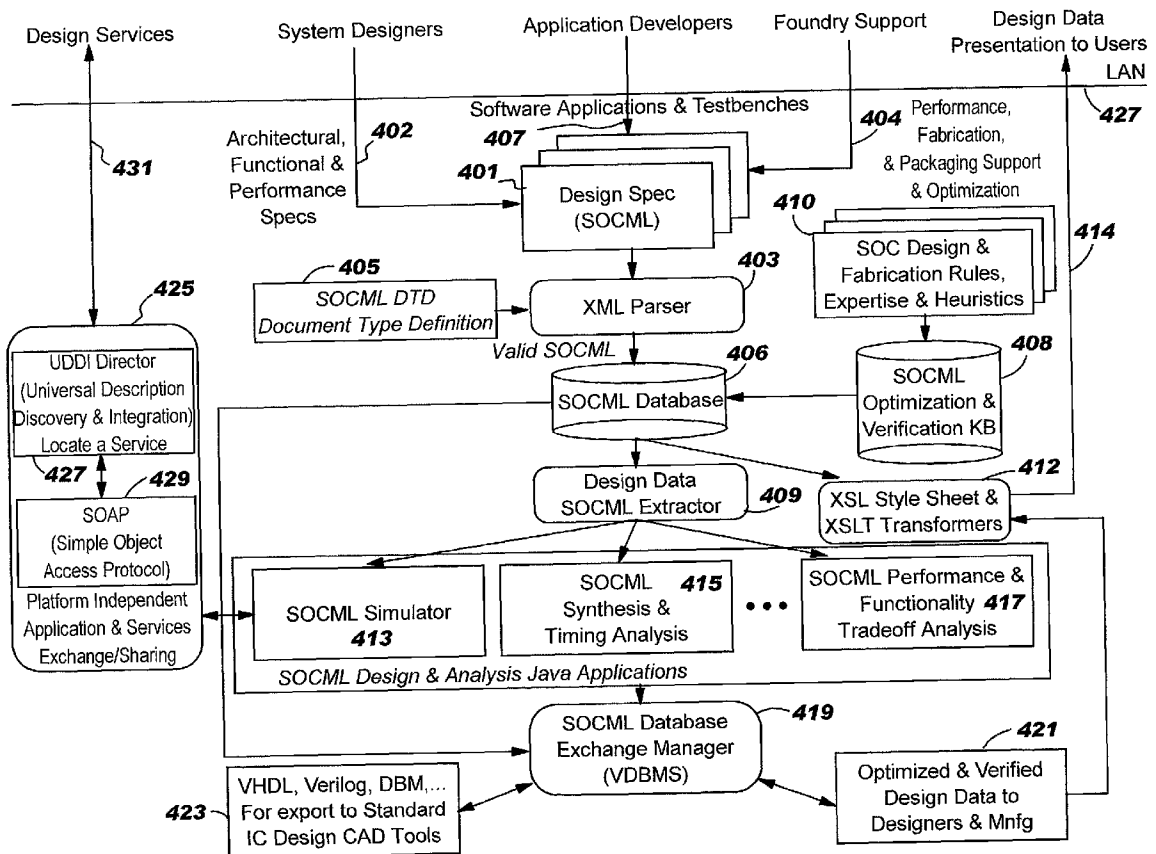 Design Services
System Designers
Application Developers
Foundry Support
Design Data
Presentation to Users
LAN
427
431
Architectural,
Functional &
Performance
Specs
402
Software Applications & Testbenches
407
404
Performance,
Fabrication,
& Packaging Support
& Optimization
401
Design Spec
(SOCML)
410
SOC Design &
Fabrication Rules,
Expertise & Heuristics
414
405
SOCML DTD
Document Type Definition
403
XML Parser
Valid SOCML
406
SOCML Database
408
SOCML
Optimization &
Verification KB
425
UDDI Director
(Universal Description
Discovery & Integration)
Locate a Service
427
429
SOAP
(Simple Object
Access Protocol)
Platform Independent
Application & Services
Exchange/Sharing
Design Data
SOCML Extractor
409
412
XSL Style Sheet &
XSLT Transformers
SOCML Simulator
413
SOCML
Synthesis &
Timing Analysis
415
SOCML Performance &
Functionality
Tradeoff Analysis
417
SOCML Design & Analysis Java Applications
SOCML Database
Exchange Manager
(VDBMS)
419
421
Optimized & Verified
Design Data to
Designers & Mnfg
423
VHDL, Verilog, DBM,...
For export to Standard
IC Design CAD Tools